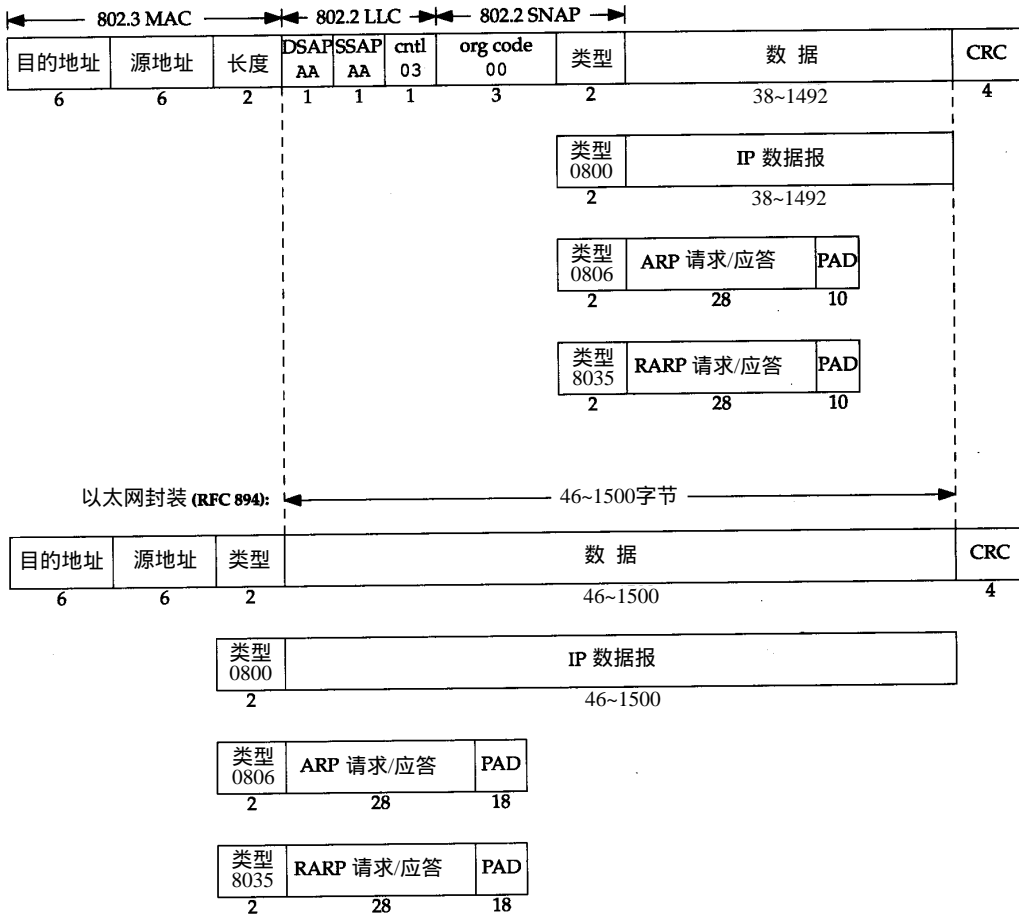 802.3 MAC 802.2 LLC 802.2 SNAP
目的地址 源地址 长度 DSAP AA SSAP AA cntl 03 org code 00 类型 数 据 CRC
6 6 2 1 1 1 3 2 38~1492 4
类型 0800 IP 数据报
2 38~1492
类型 0806 ARP 请求/应答 PAD
2 28 10
类型 8035 RARP 请求/应答 PAD
2 28 10
以太网封装 (RFC 894): 46~1500字节
目的地址 源地址 类型 数 据 CRC
6 6 2 46~1500 4
类型 0800 IP 数据报
2 46~1500
类型 0806 ARP 请求/应答 PAD
2 28 18
类型 8035 RARP 请求/应答 PAD
2 28 18